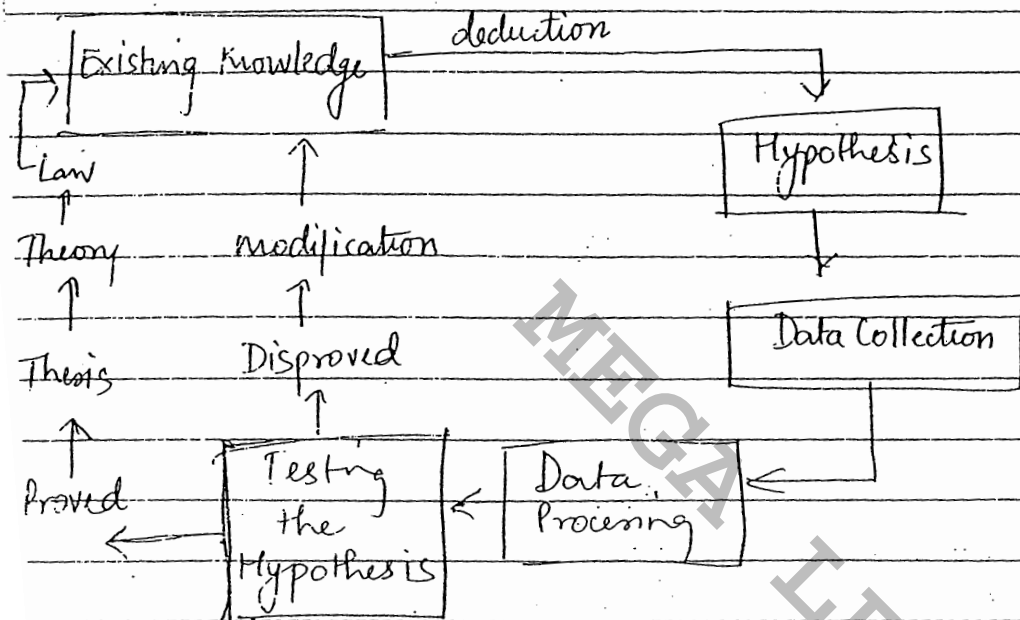 deduction
Existing Knowledge
Hypothesis
Law
Theory
modification
Data Collection
Thesis
Disproved
Proved
Testing
the
Hypothesis
Data
Processing
MEGA